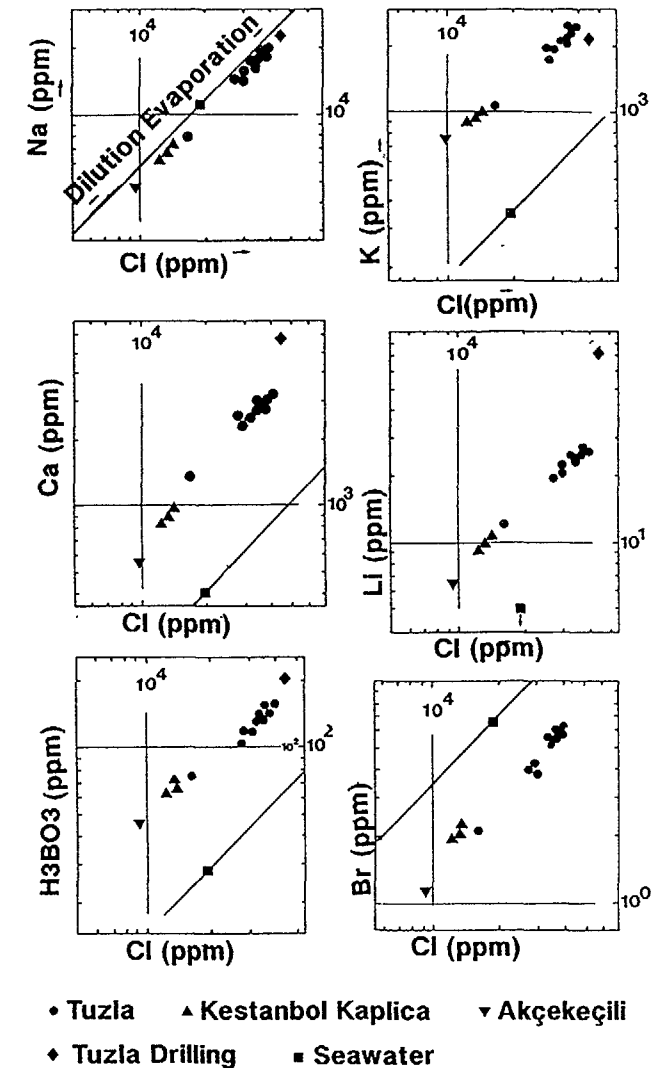 10⁴
Na (ppm)
Dilution Evaporation
10⁴
Cl (ppm)
10⁴
K (ppm)
10³
Cl(ppm)
10⁴
Ca (ppm)
10³
Cl (ppm)
10⁴
Li (ppm)
10¹
Cl (ppm)
10⁴
H3BO3 (ppm)
10² 10²
Cl (ppm)
10⁴
Br (ppm)
10⁰
Cl (ppm)
• Tuzla ▲ Kestanbol Kaplica ▼ Akçekeçili
◆ Tuzla Drilling ■ Seawater